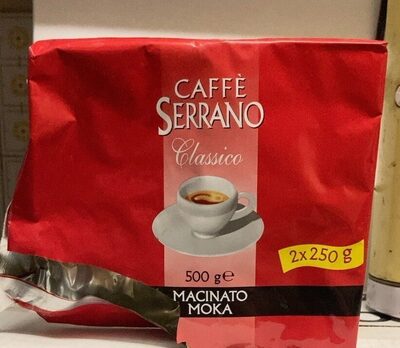 CAFFÈ
SERRANO
Classico
2x250 g
500 g℮
MACINATO
MOKA